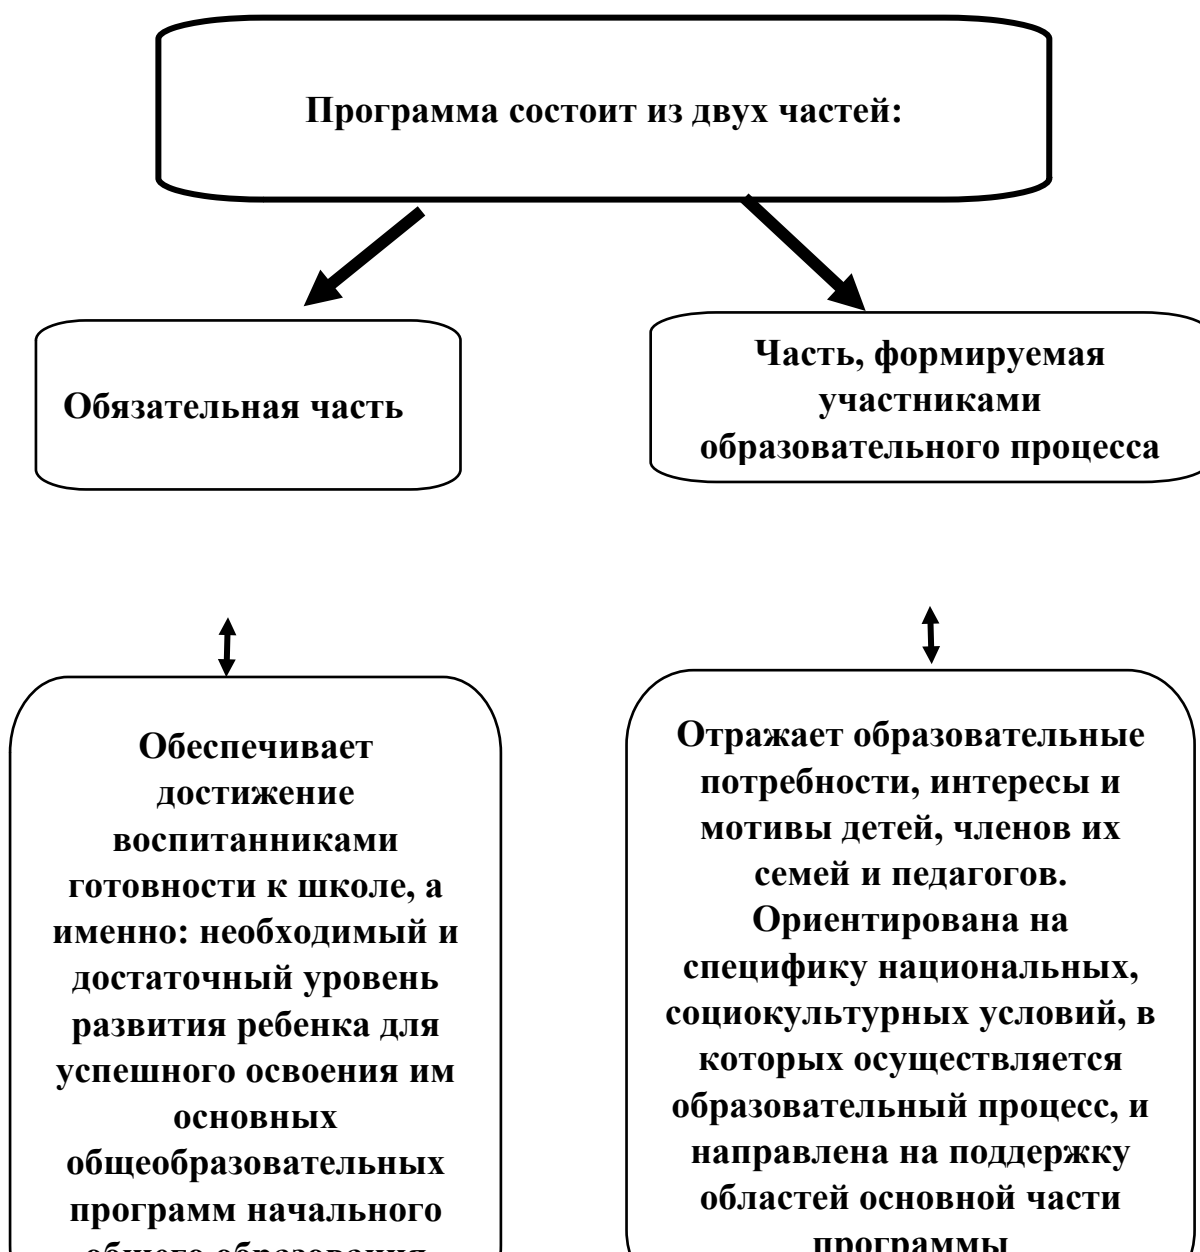 Программа состоит из двух частей:
Обязательная часть
Часть, формируемая
участниками
образовательного процесса
Обеспечивает
достижение
воспитанниками
готовности к школе, а
именно: необходимый и
достаточный уровень
развития ребенка для
успешного освоения им
основных
общеобразовательных
программ начального
общего образования
Отражает образовательные
потребности, интересы и
мотивы детей, членов их
семей и педагогов.
Ориентирована на
специфику национальных,
социокультурных условий, в
которых осуществляется
образовательный процесс, и
направлена на поддержку
областей основной части
программы